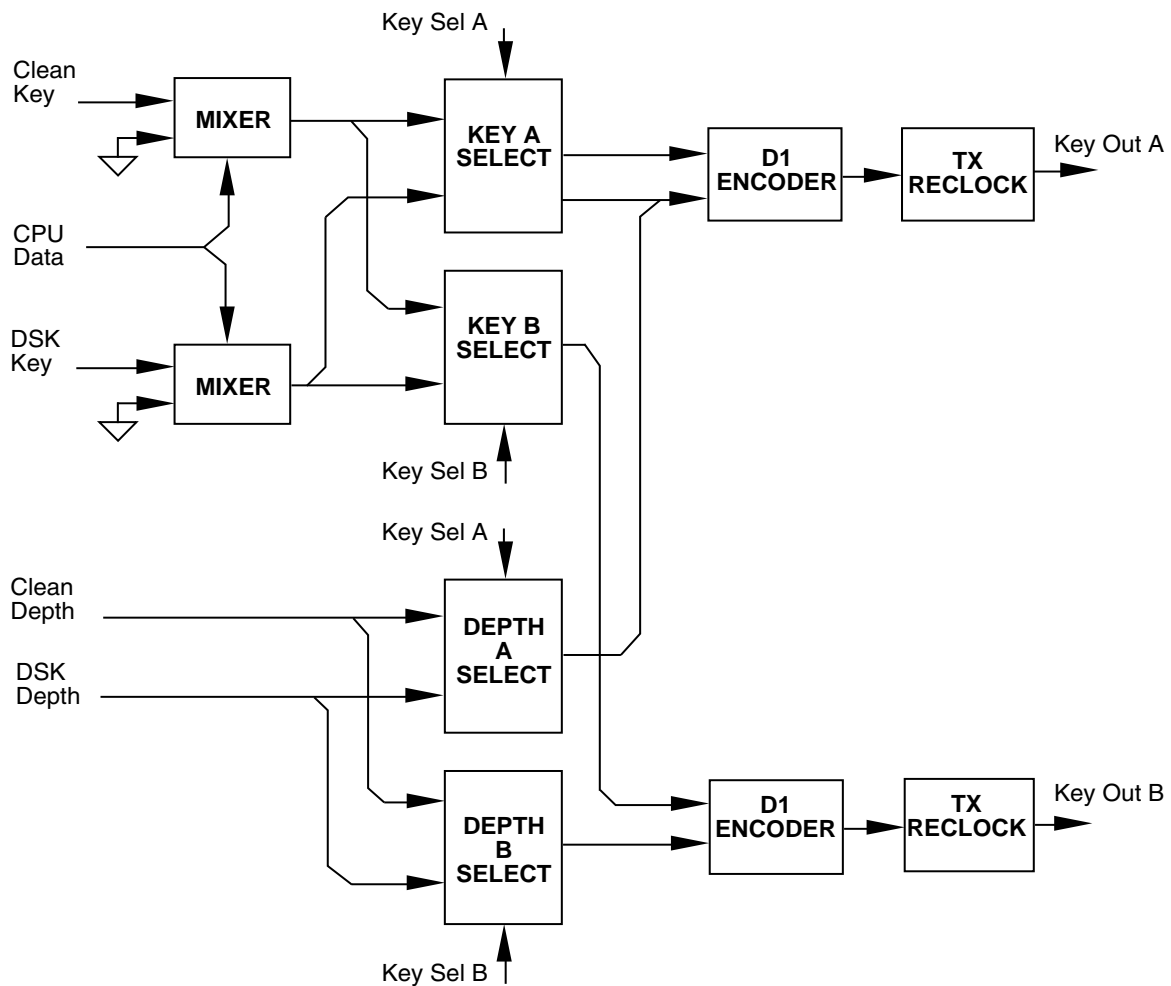 Key Sel A
Clean
Key
MIXER
KEY A
SELECT
D1
ENCODER
TX
RECLOCK
Key Out A
CPU
Data
DSK
Key
MIXER
KEY B
SELECT
Key Sel B
Key Sel A
Clean
Depth
DEPTH
A
SELECT
DSK
Depth
DEPTH
B
SELECT
D1
ENCODER
TX
RECLOCK
Key Out B
Key Sel B